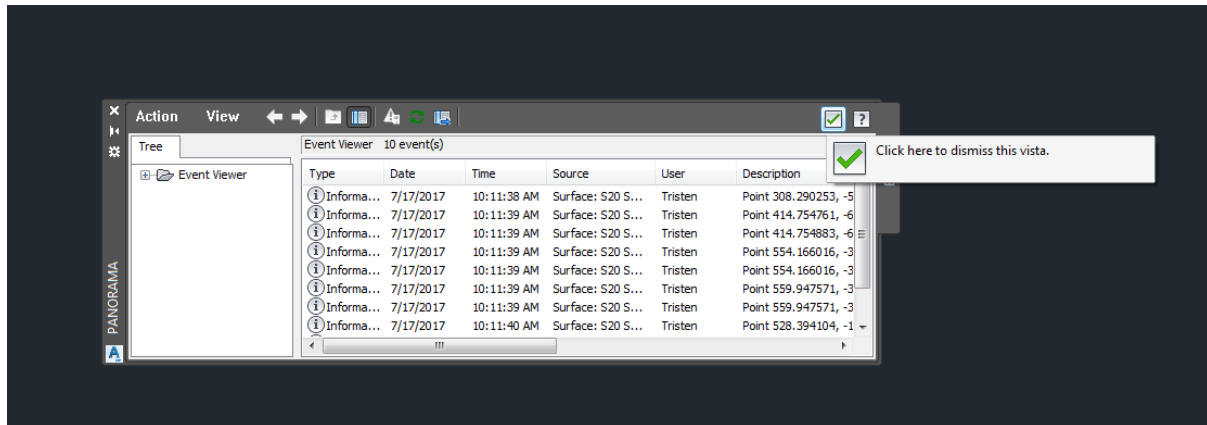 Action View
Click here to dismiss this vista.
Tree
Event Viewer 10 event(s)
Event Viewer
Type Date Time Source User Description
Informa... 7/17/2017 10:11:38 AM Surface: S20 S... Tristen Point 308.290253, -5
Informa... 7/17/2017 10:11:39 AM Surface: S20 S... Tristen Point 414.754761, -6
Informa... 7/17/2017 10:11:39 AM Surface: S20 S... Tristen Point 414.754883, -6
Informa... 7/17/2017 10:11:39 AM Surface: S20 S... Tristen Point 554.166016, -3
Informa... 7/17/2017 10:11:39 AM Surface: S20 S... Tristen Point 554.166016, -3
Informa... 7/17/2017 10:11:39 AM Surface: S20 S... Tristen Point 559.947571, -3
Informa... 7/17/2017 10:11:39 AM Surface: S20 S... Tristen Point 559.947571, -3
Informa... 7/17/2017 10:11:40 AM Surface: S20 S... Tristen Point 528.394104, -1
PANORAMA